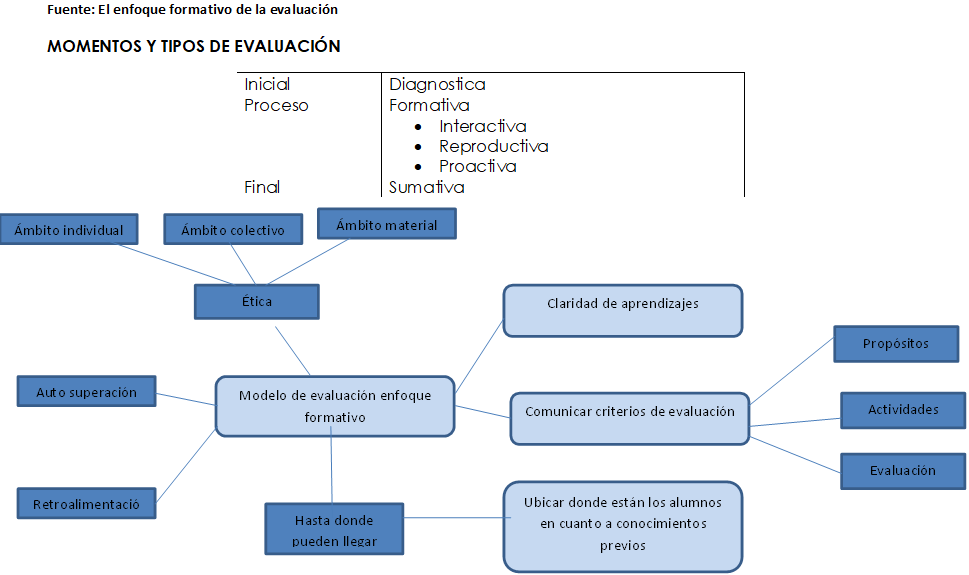 Fuente: El enfoque formativo de la evaluación
MOMENTOS Y TIPOS DE EVALUACIÓN
Inicial Diagnostica
Proceso Formativa
• Interactiva
• Reproductiva
• Proactiva
Final Sumativa
Ámbito individual
Ámbito colectivo
Ámbito material
Ética
Claridad de aprendizajes
Propósitos
Auto superación
Modelo de evaluación enfoque
formativo
Comunicar criterios de evaluación
Actividades
Evaluación
Retroalimentació
Hasta donde
pueden llegar
Ubicar donde están los alumnos
en cuanto a conocimientos
previos